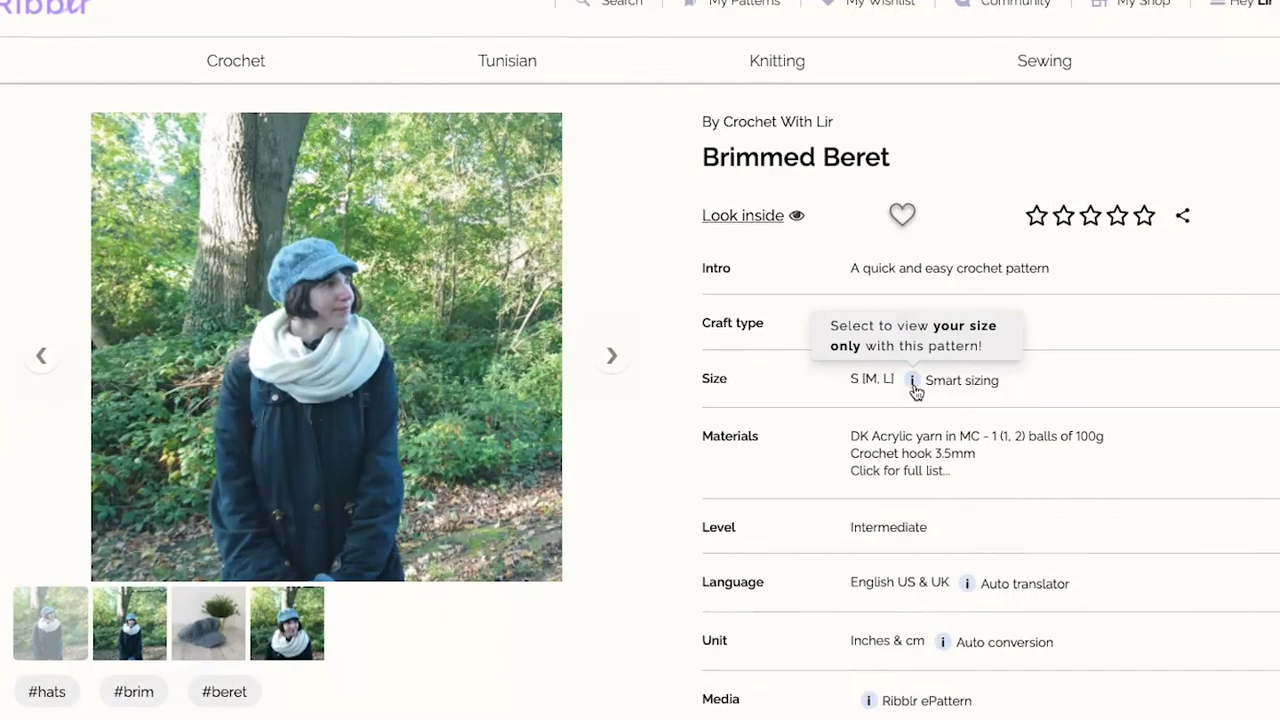 Ribblr
Search
My Patterns
My Wishlist
Community
My Shop
Hey Lir
Crochet
Tunisian
Knitting
Sewing
By Crochet With Lir
Brimmed Beret
Look inside
Intro
A quick and easy crochet pattern
Craft type
Select to view your size
only with this pattern!
Size
S [M, L] i Smart sizing
Materials
DK Acrylic yarn in MC - 1 (1, 2) balls of 100g
Crochet hook 3.5mm
Click for full list...
Level
Intermediate
Language
English US & UK i Auto translator
Unit
Inches & cm i Auto conversion
Media
i Ribblr ePattern
#hats
#brim
#beret